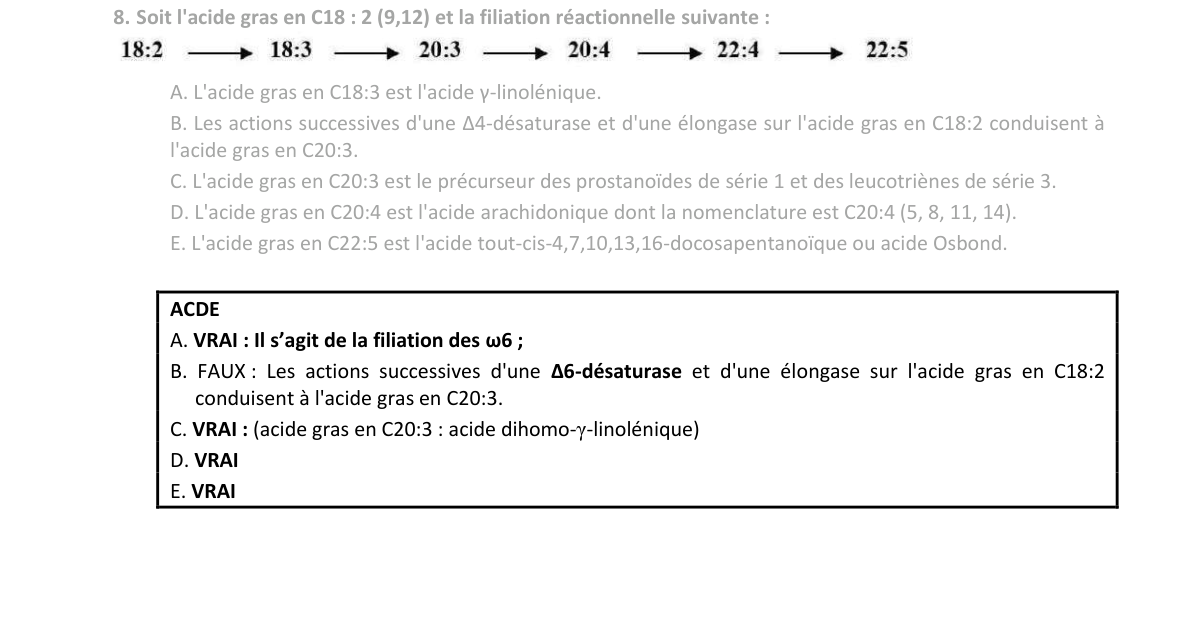 8. Soit l'acide gras en C18 : 2 (9,12) et la filiation réactionnelle suivante :
18:2 ⟶ 18:3 ⟶ 20:3 ⟶ 20:4 ⟶ 22:4 ⟶ 22:5
A. L'acide gras en C18:3 est l'acide γ-linolénique.
B. Les actions successives d'une Δ4-désaturase et d'une élongase sur l'acide gras en C18:2 conduisent à
l'acide gras en C20:3.
C. L'acide gras en C20:3 est le précurseur des prostanoïdes de série 1 et des leucotriènes de série 3.
D. L'acide gras en C20:4 est l'acide arachidonique dont la nomenclature est C20:4 (5, 8, 11, 14).
E. L'acide gras en C22:5 est l'acide tout-cis-4,7,10,13,16-docosapentanoïque ou acide Osbond.
ACDE
A. VRAI : Il s’agit de la filiation des ω6 ;
B. FAUX : Les actions successives d'une Δ6-désaturase et d'une élongase sur l'acide gras en C18:2
conduisent à l'acide gras en C20:3.
C. VRAI : (acide gras en C20:3 : acide dihomo-γ-linolénique)
D. VRAI
E. VRAI